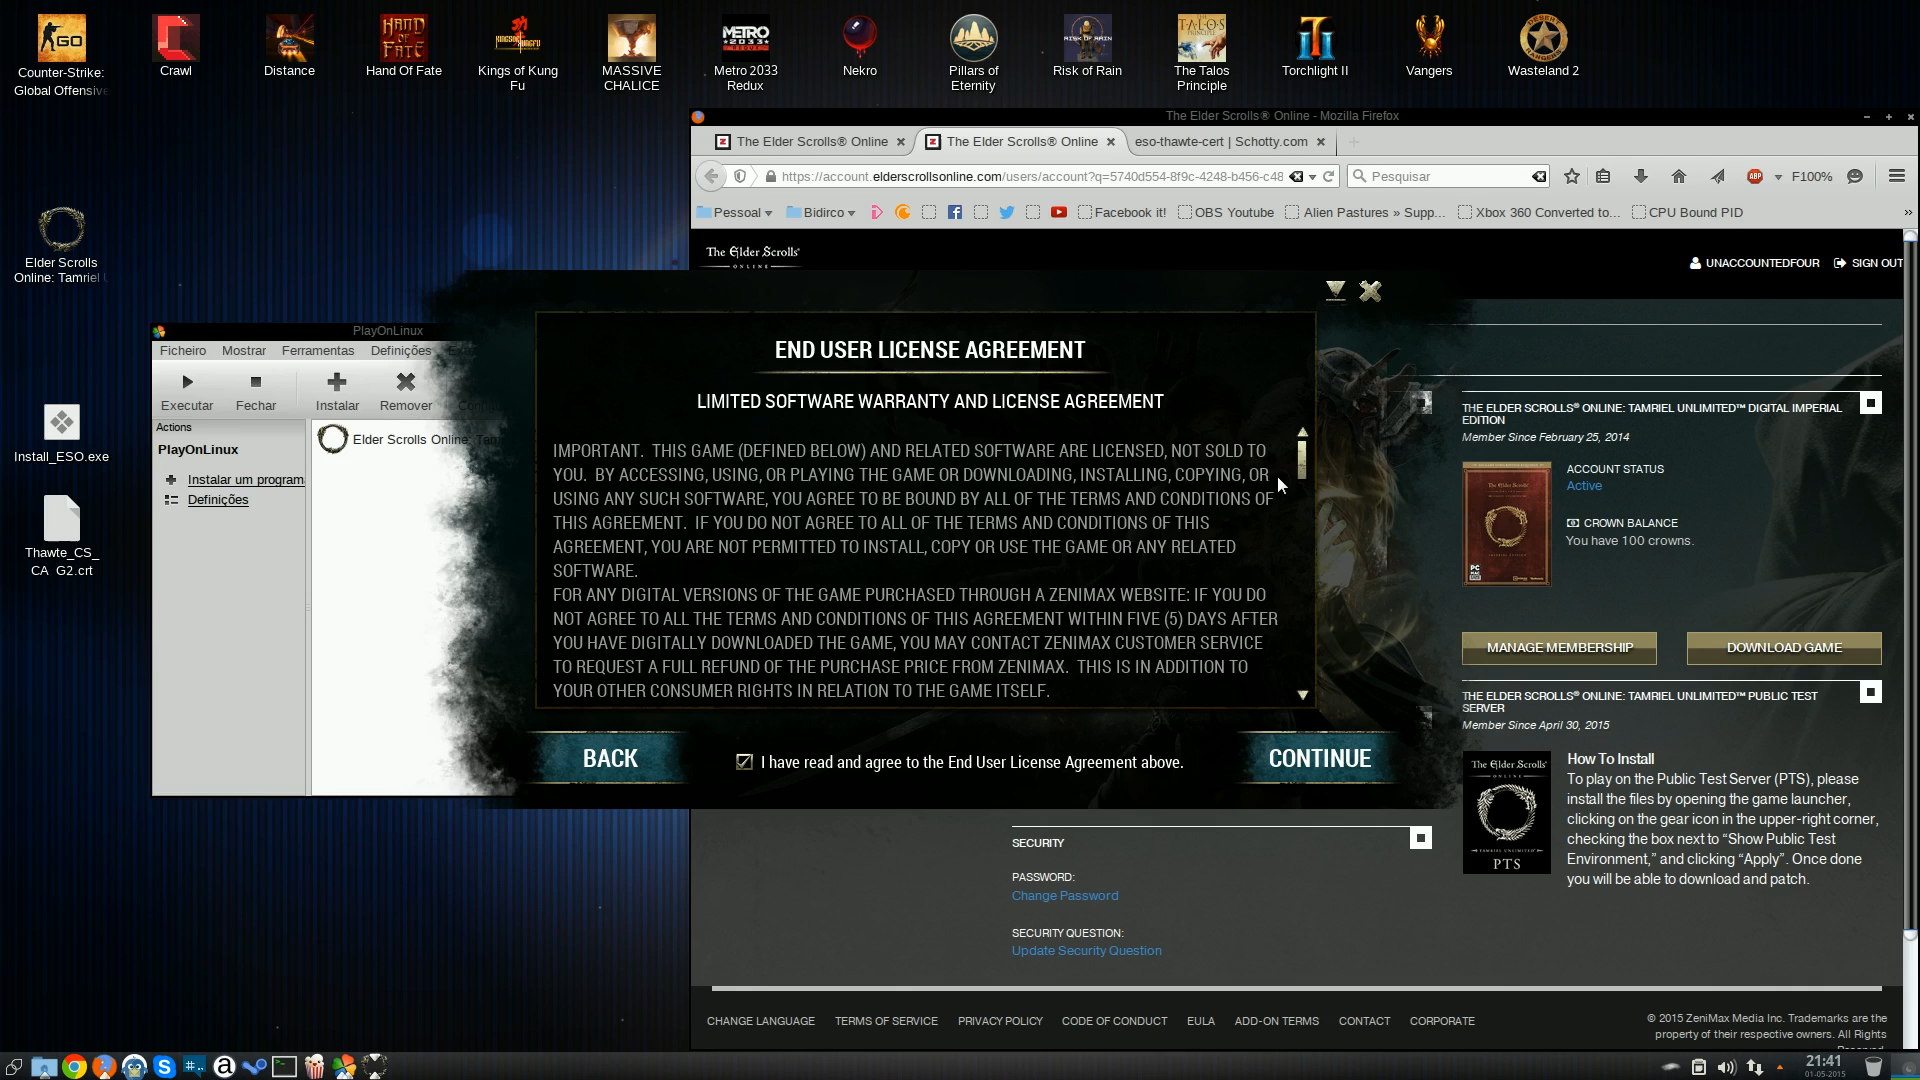 Counter-Strike:
Global Offensive
Crawl
Distance
Hand Of Fate
Kings of Kung
Fu
MASSIVE
CHALICE
Metro 2033
Redux
Nekro
Pillars of
Eternity
Risk of Rain
The Talos
Principle
Torchlight II
Vangers
Wasteland 2
Elder Scrolls
Online: Tamriel U
Install_ESO.exe
Thawte_CS_
CA_G2.crt
The Elder Scrolls® Online - Mozilla Firefox
The Elder Scrolls® Online
The Elder Scrolls® Online
eso-thawte-cert | Schotty.com
https://account.elderscrollsonline.com/users/account?q=5740d554-8f9c-4248-b456-c48
Pesquisar
ABP
F100%
Pessoal
Bidirco
Facebook it!
OBS Youtube
Alien Pastures » Supp...
Xbox 360 Converted to...
CPU Bound PID
The Elder Scrolls®
ONLINE
UNACCOUNTEDFOUR
SIGN OUT
PlayOnLinux
Ficheiro
Mostrar
Ferramentas
Definições
Executar
Fechar
Instalar
Remover
Actions
PlayOnLinux
Instalar um program
Definições
Elder Scrolls Online: Tam
END USER LICENSE AGREEMENT
LIMITED SOFTWARE WARRANTY AND LICENSE AGREEMENT
IMPORTANT. THIS GAME (DEFINED BELOW) AND RELATED SOFTWARE ARE LICENSED, NOT SOLD TO
YOU. BY ACCESSING, USING, OR PLAYING THE GAME OR DOWNLOADING, INSTALLING, COPYING, OR
USING ANY SUCH SOFTWARE, YOU AGREE TO BE BOUND BY ALL OF THE TERMS AND CONDITIONS OF
THIS AGREEMENT. IF YOU DO NOT AGREE TO ALL OF THE TERMS AND CONDITIONS OF THIS
AGREEMENT, YOU ARE NOT PERMITTED TO INSTALL, COPY OR USE THE GAME OR ANY RELATED
SOFTWARE.
FOR ANY DIGITAL VERSIONS OF THE GAME PURCHASED THROUGH A ZENIMAX WEBSITE: IF YOU DO
NOT AGREE TO ALL THE TERMS AND CONDITIONS OF THIS AGREEMENT WITHIN FIVE (5) DAYS AFTER
YOU HAVE DIGITALLY DOWNLOADED THE GAME, YOU MAY CONTACT ZENIMAX CUSTOMER SERVICE
TO REQUEST A FULL REFUND OF THE PURCHASE PRICE FROM ZENIMAX. THIS IS IN ADDITION TO
YOUR OTHER CONSUMER RIGHTS IN RELATION TO THE GAME ITSELF.
BACK
I have read and agree to the End User License Agreement above.
CONTINUE
THE ELDER SCROLLS® ONLINE: TAMRIEL UNLIMITED™ DIGITAL IMPERIAL
EDITION
Member Since February 25, 2014
ACCOUNT STATUS
Active
CROWN BALANCE
You have 100 crowns.
MANAGE MEMBERSHIP
DOWNLOAD GAME
THE ELDER SCROLLS® ONLINE: TAMRIEL UNLIMITED™ PUBLIC TEST
SERVER
Member Since April 30, 2015
The Elder Scrolls®
ONLINE
TAMRIEL UNLIMITED
PTS
How To Install
To play on the Public Test Server (PTS), please
install the files by opening the game launcher,
clicking on the gear icon in the upper-right corner,
checking the box next to “Show Public Test
Environment,” and clicking “Apply”. Once done
you will be able to download and patch.
SECURITY
PASSWORD:
Change Password
SECURITY QUESTION:
Update Security Question
CHANGE LANGUAGE
TERMS OF SERVICE
PRIVACY POLICY
CODE OF CONDUCT
EULA
ADD-ON TERMS
CONTACT
CORPORATE
© 2015 ZeniMax Media Inc. Trademarks are the
property of their respective owners. All Rights
Reserved.
21:41
01-05-2015